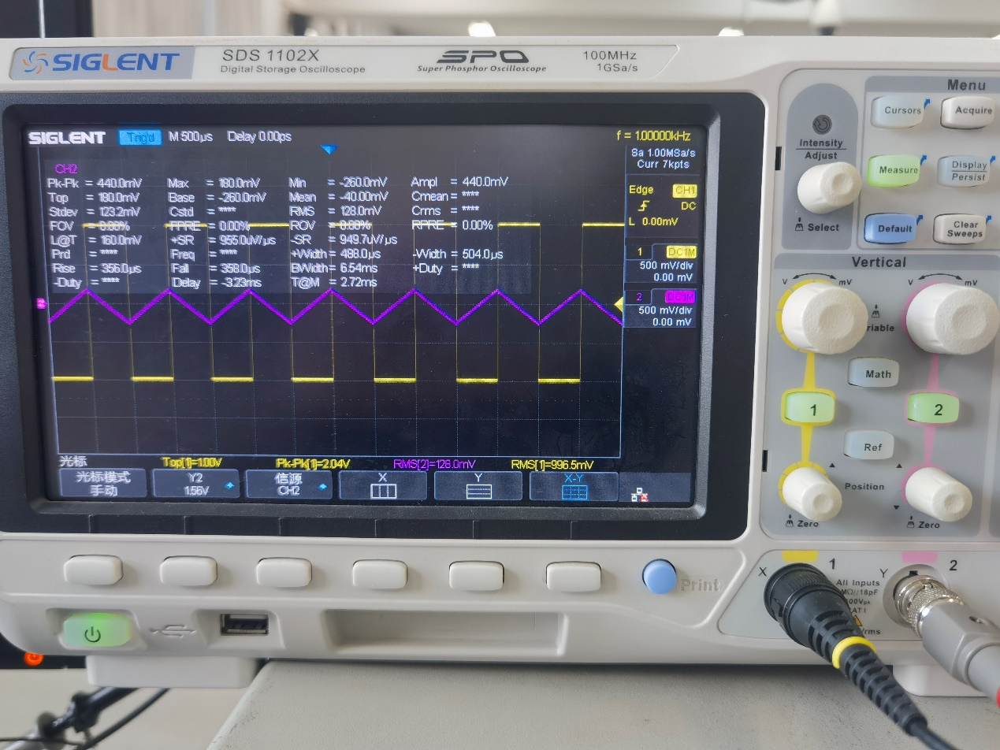 SIGLENT
SDS 1102X
Digital Storage Oscilloscope
SPO
Super Phosphor Oscilloscope
100MHz
1GSa/s
SIGLENT Trig'd M 500µs Delay 0.00ps f = 1.00000kHz
Sa 1.00MSa/s
Curr 7kpts
CH2
Pk-Pk = 440.0mV Max = 180.0mV Min = -260.0mV Ampl = 440.0mV
Top = 180.0mV Base = -260.0mV Mean = -40.00mV Cmean = ****
Stdev = 123.2mV Cstd = **** RMS = 128.0mV Crms = ****
FOV = 0.00% FPRE = 0.00% ROV = 0.00% RPRE = 0.00%
L@T = 160.0mV +SR = 955.0uV/µs -SR = 949.7uV/µs
Prd = **** Freq = **** +Width = 488.0µs -Width = 504.0µs
Rise = 356.0µs Fall = 358.0µs BWidth = 6.54ms +Duty = ****
-Duty = **** Delay = -3.23ms T@M = 2.72ms
Edge CH1
DC
L 0.00mV
1 DC1M
500 mV/div
0.00 mV
2 DC1M
500 mV/div
0.00 mV
2
光标 Top[1]=1.00V Pk-Pk[1]=2.04V RMS[2]=128.0mV RMS[1]=996.5mV
光标模式
手动
Y2
1.56V
信源
CH2
X
Y
X-Y
Print
Menu
Cursors
Acquire
Intensity
Adjust
Select
Measure
Display
Persist
Default
Clear
Sweeps
Vertical
V mV
V mV
riable
Math
1
2
Ref
Position
Zero
Zero
X
1
Y
2
All Inputs
MΩ//18pF
00Vpk
AT I
/rms